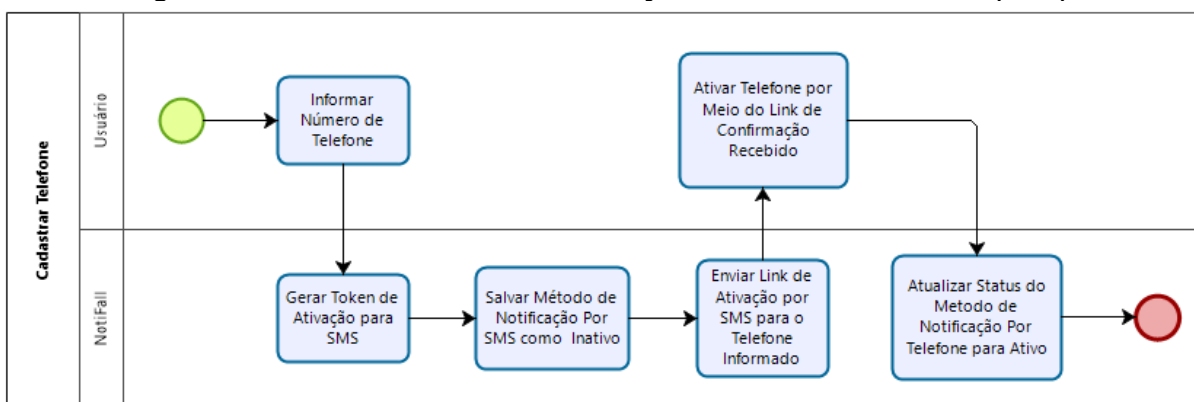 Cadastrar Telefone
Usuário
Informar
Número de
Telefone
Ativar Telefone por
Meio do Link de
Confirmação
Recebido
NotiFall
Gerar Token de
Ativação para
SMS
Salvar Método de
Notificação Por
SMS como Inativo
Enviar Link de
Ativação por
SMS para o
Telefone
Informado
Atualizar Status do
Metodo de
Notificação Por
Telefone para Ativo